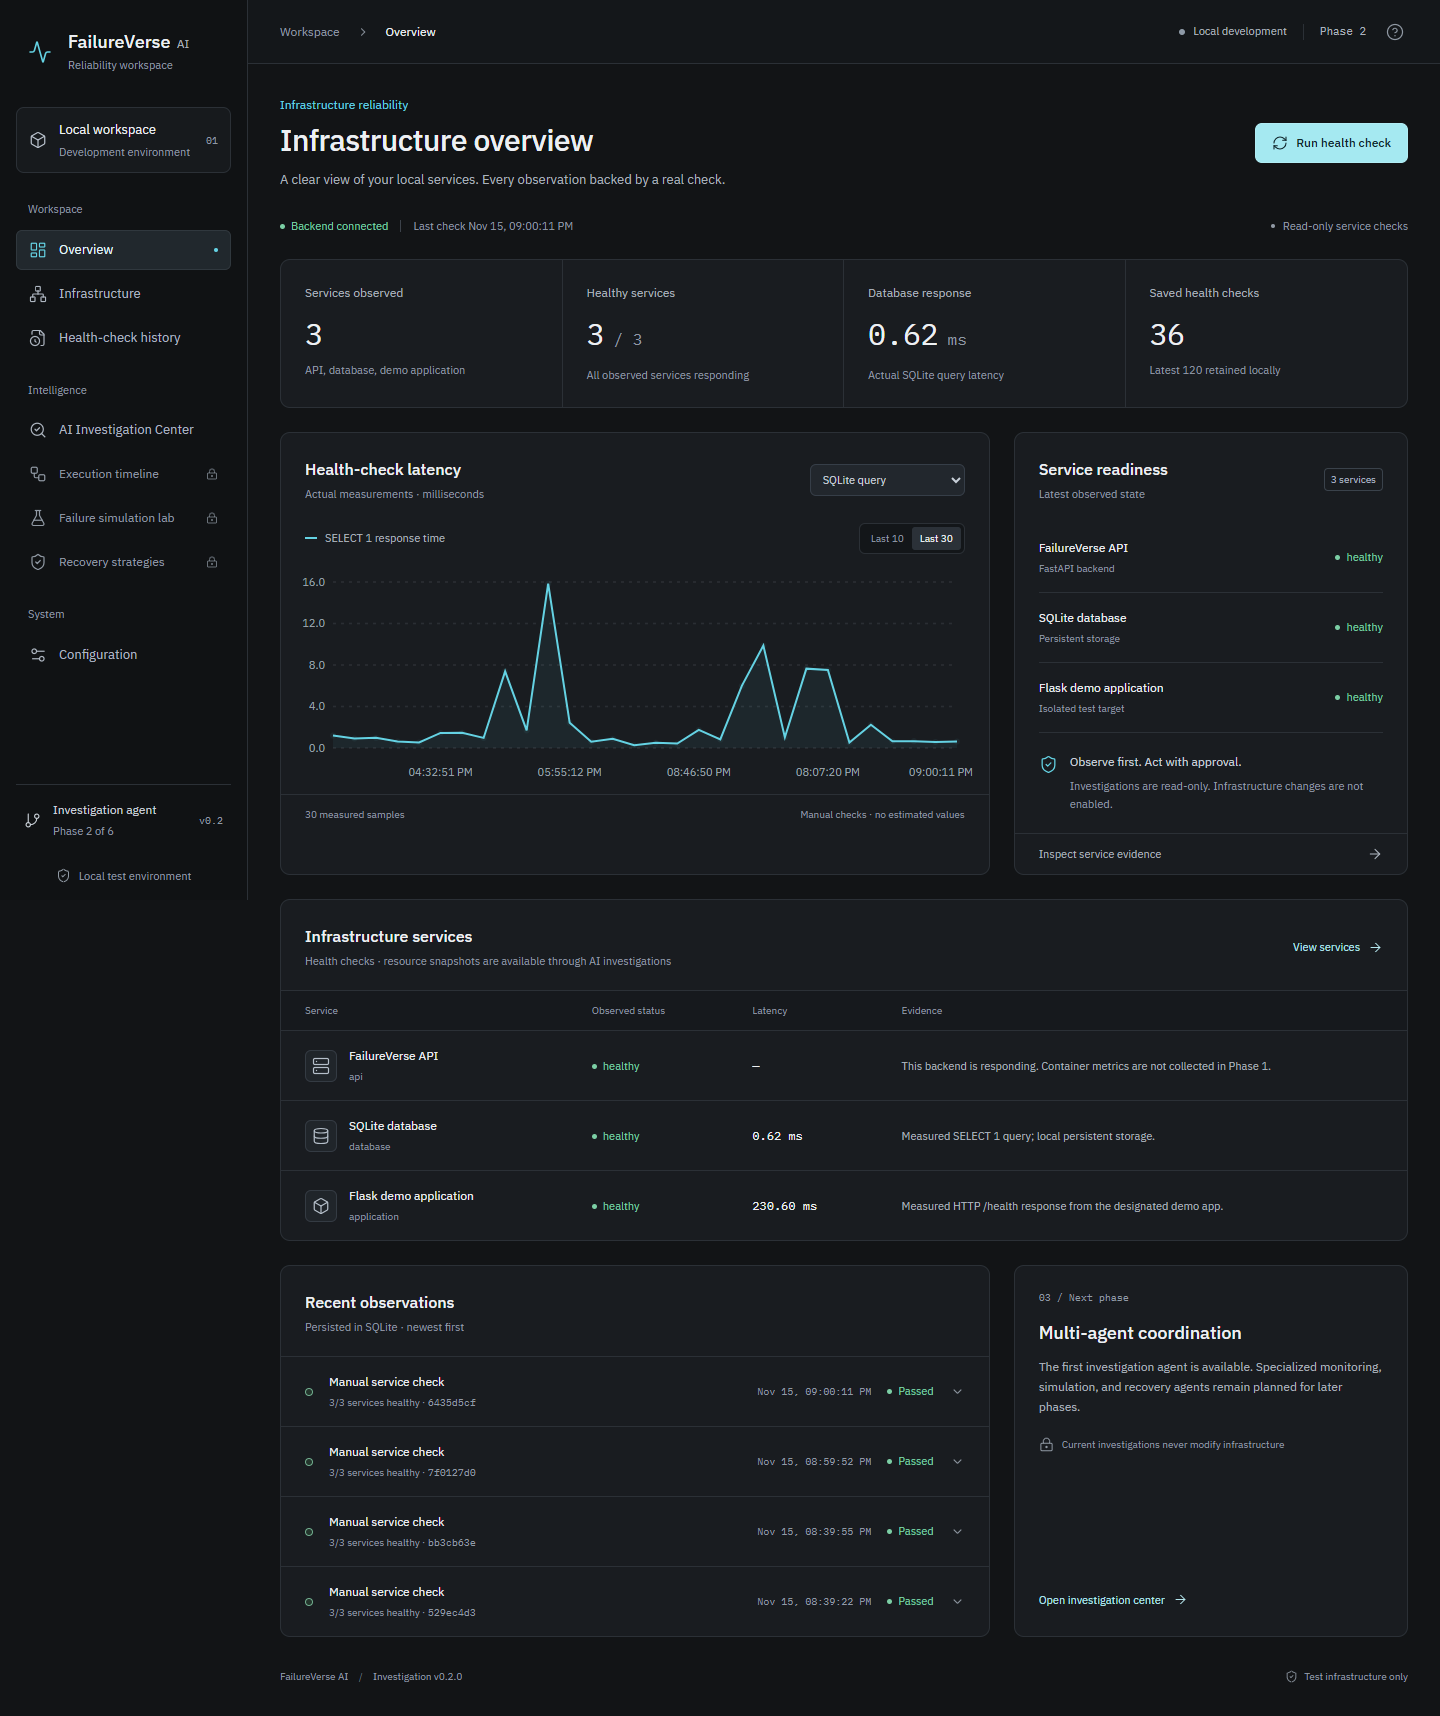 FailureVerse AI
Reliability workspace
Local workspace
Development environment
01
Workspace
Overview
Infrastructure
Health-check history
Intelligence
AI Investigation Center
Execution timeline
Failure simulation lab
Recovery strategies
System
Configuration
Investigation agent
Phase 2 of 6
v0.2
Local test environment
Workspace > Overview
Local development
Phase 2
Infrastructure reliability
Infrastructure overview
A clear view of your local services. Every observation backed by a real check.
Run health check
Backend connected
Last check Nov 15, 09:00:11 PM
Read-only service checks
Services observed
3
API, database, demo application
Healthy services
3 / 3
All observed services responding
Database response
0.62 ms
Actual SQLite query latency
Saved health checks
36
Latest 120 retained locally
Health-check latency
Actual measurements · milliseconds
SQLite query
SELECT 1 response time
Last 10
Last 30
16.0
12.0
8.0
4.0
0.0
04:32:51 PM
05:55:12 PM
08:46:50 PM
08:07:20 PM
09:00:11 PM
30 measured samples
Manual checks · no estimated values
Service readiness
Latest observed state
3 services
FailureVerse API
FastAPI backend
healthy
SQLite database
Persistent storage
healthy
Flask demo application
Isolated test target
healthy
Observe first. Act with approval.
Investigations are read-only. Infrastructure changes are not
enabled.
Inspect service evidence
Infrastructure services
Health checks · resource snapshots are available through AI investigations
View services
Service
Observed status
Latency
Evidence
FailureVerse API
api
healthy
—
This backend is responding. Container metrics are not collected in Phase 1.
SQLite database
database
healthy
0.62 ms
Measured SELECT 1 query; local persistent storage.
Flask demo application
application
healthy
230.60 ms
Measured HTTP /health response from the designated demo app.
Recent observations
Persisted in SQLite · newest first
Manual service check
3/3 services healthy · 6435d5cf
Nov 15, 09:00:11 PM
Passed
Manual service check
3/3 services healthy · 7f0127d0
Nov 15, 08:59:52 PM
Passed
Manual service check
3/3 services healthy · bb3cb63e
Nov 15, 08:39:55 PM
Passed
Manual service check
3/3 services healthy · 529ec4d3
Nov 15, 08:39:22 PM
Passed
03 / Next phase
Multi-agent coordination
The first investigation agent is available. Specialized monitoring,
simulation, and recovery agents remain planned for later
phases.
Current investigations never modify infrastructure
Open investigation center
FailureVerse AI / Investigation v0.2.0
Test infrastructure only